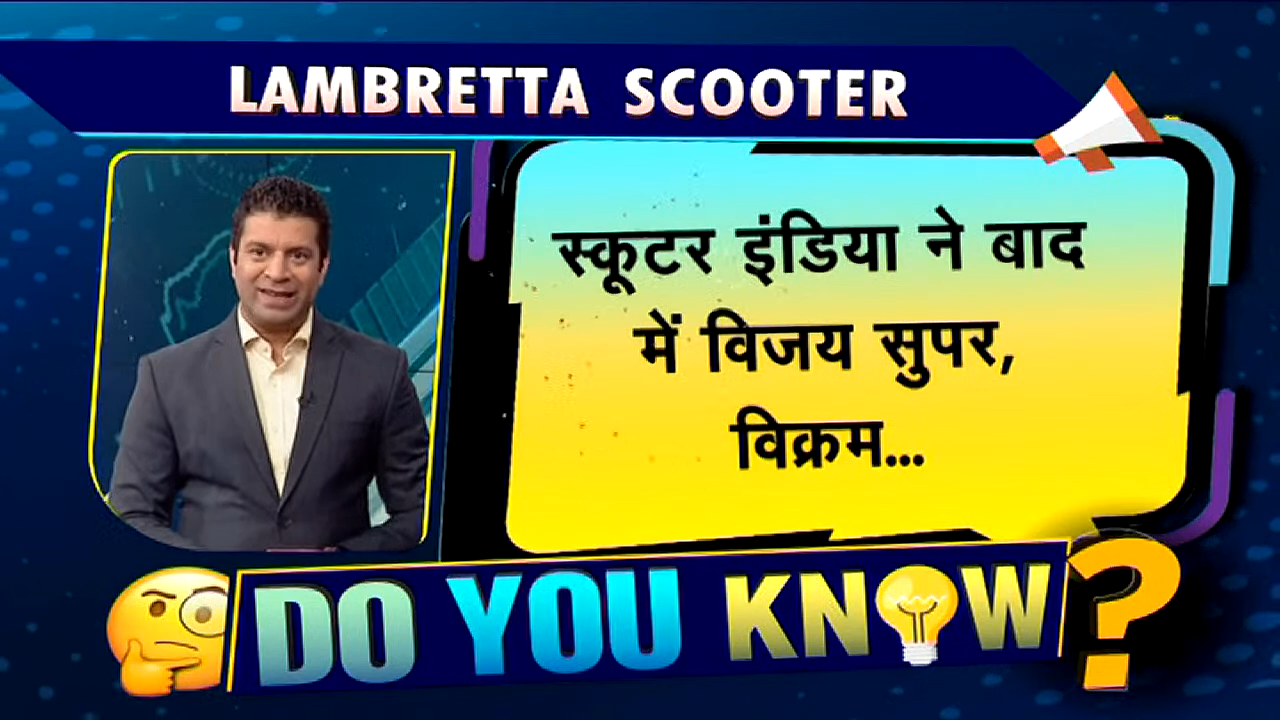 LAMBRETTA SCOOTER
स्कूटर इंडिया ने बाद
में विजय सुपर,
विक्रम...
DO YOU KNOW?